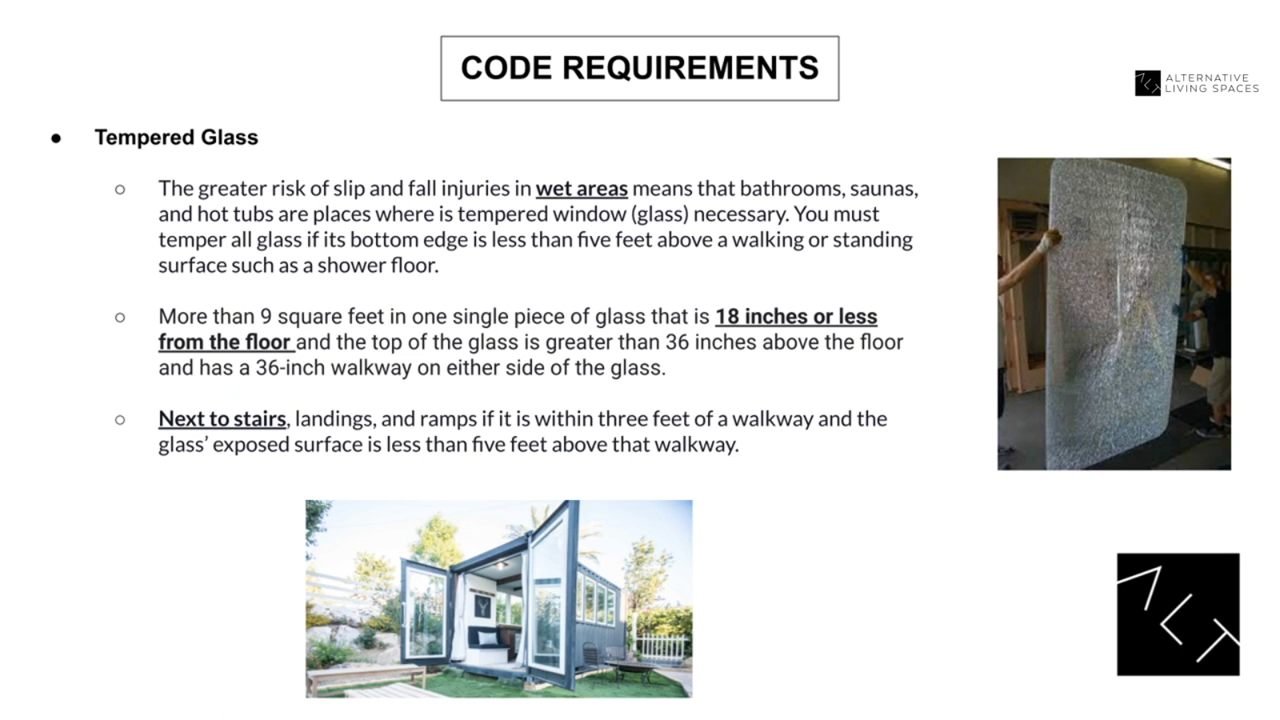 CODE REQUIREMENTS
ALTERNATIVE
LIVING SPACES
● Tempered Glass
○ The greater risk of slip and fall injuries in wet areas means that bathrooms, saunas,
and hot tubs are places where is tempered window (glass) necessary. You must
temper all glass if its bottom edge is less than five feet above a walking or standing
surface such as a shower floor.
○ More than 9 square feet in one single piece of glass that is 18 inches or less
from the floor and the top of the glass is greater than 36 inches above the floor
and has a 36-inch walkway on either side of the glass.
○ Next to stairs, landings, and ramps if it is within three feet of a walkway and the
glass’ exposed surface is less than five feet above that walkway.